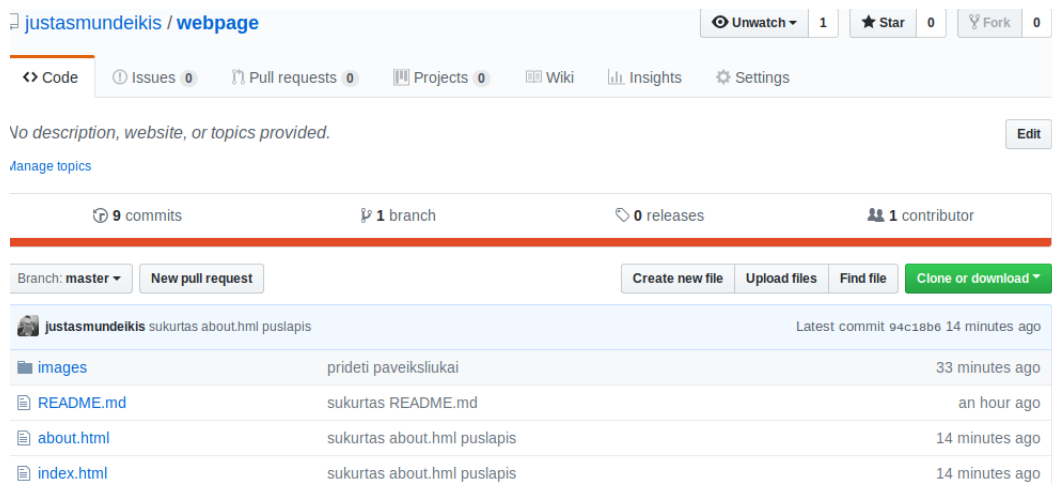 justasmundeikis / webpage Unwatch 1 Star 0 Fork 0
Code Issues 0 Pull requests 0 Projects 0 Wiki Insights Settings
No description, website, or topics provided. Edit
Manage topics
9 commits 1 branch 0 releases 1 contributor
Branch: master New pull request Create new file Upload files Find file Clone or download
justasmundeikis sukurtas about.hml puslapis Latest commit 94c18b6 14 minutes ago
images prideti paveiksliukai 33 minutes ago
README.md sukurtas README.md an hour ago
about.html sukurtas about.hml puslapis 14 minutes ago
index.html sukurtas about.hml puslapis 14 minutes ago